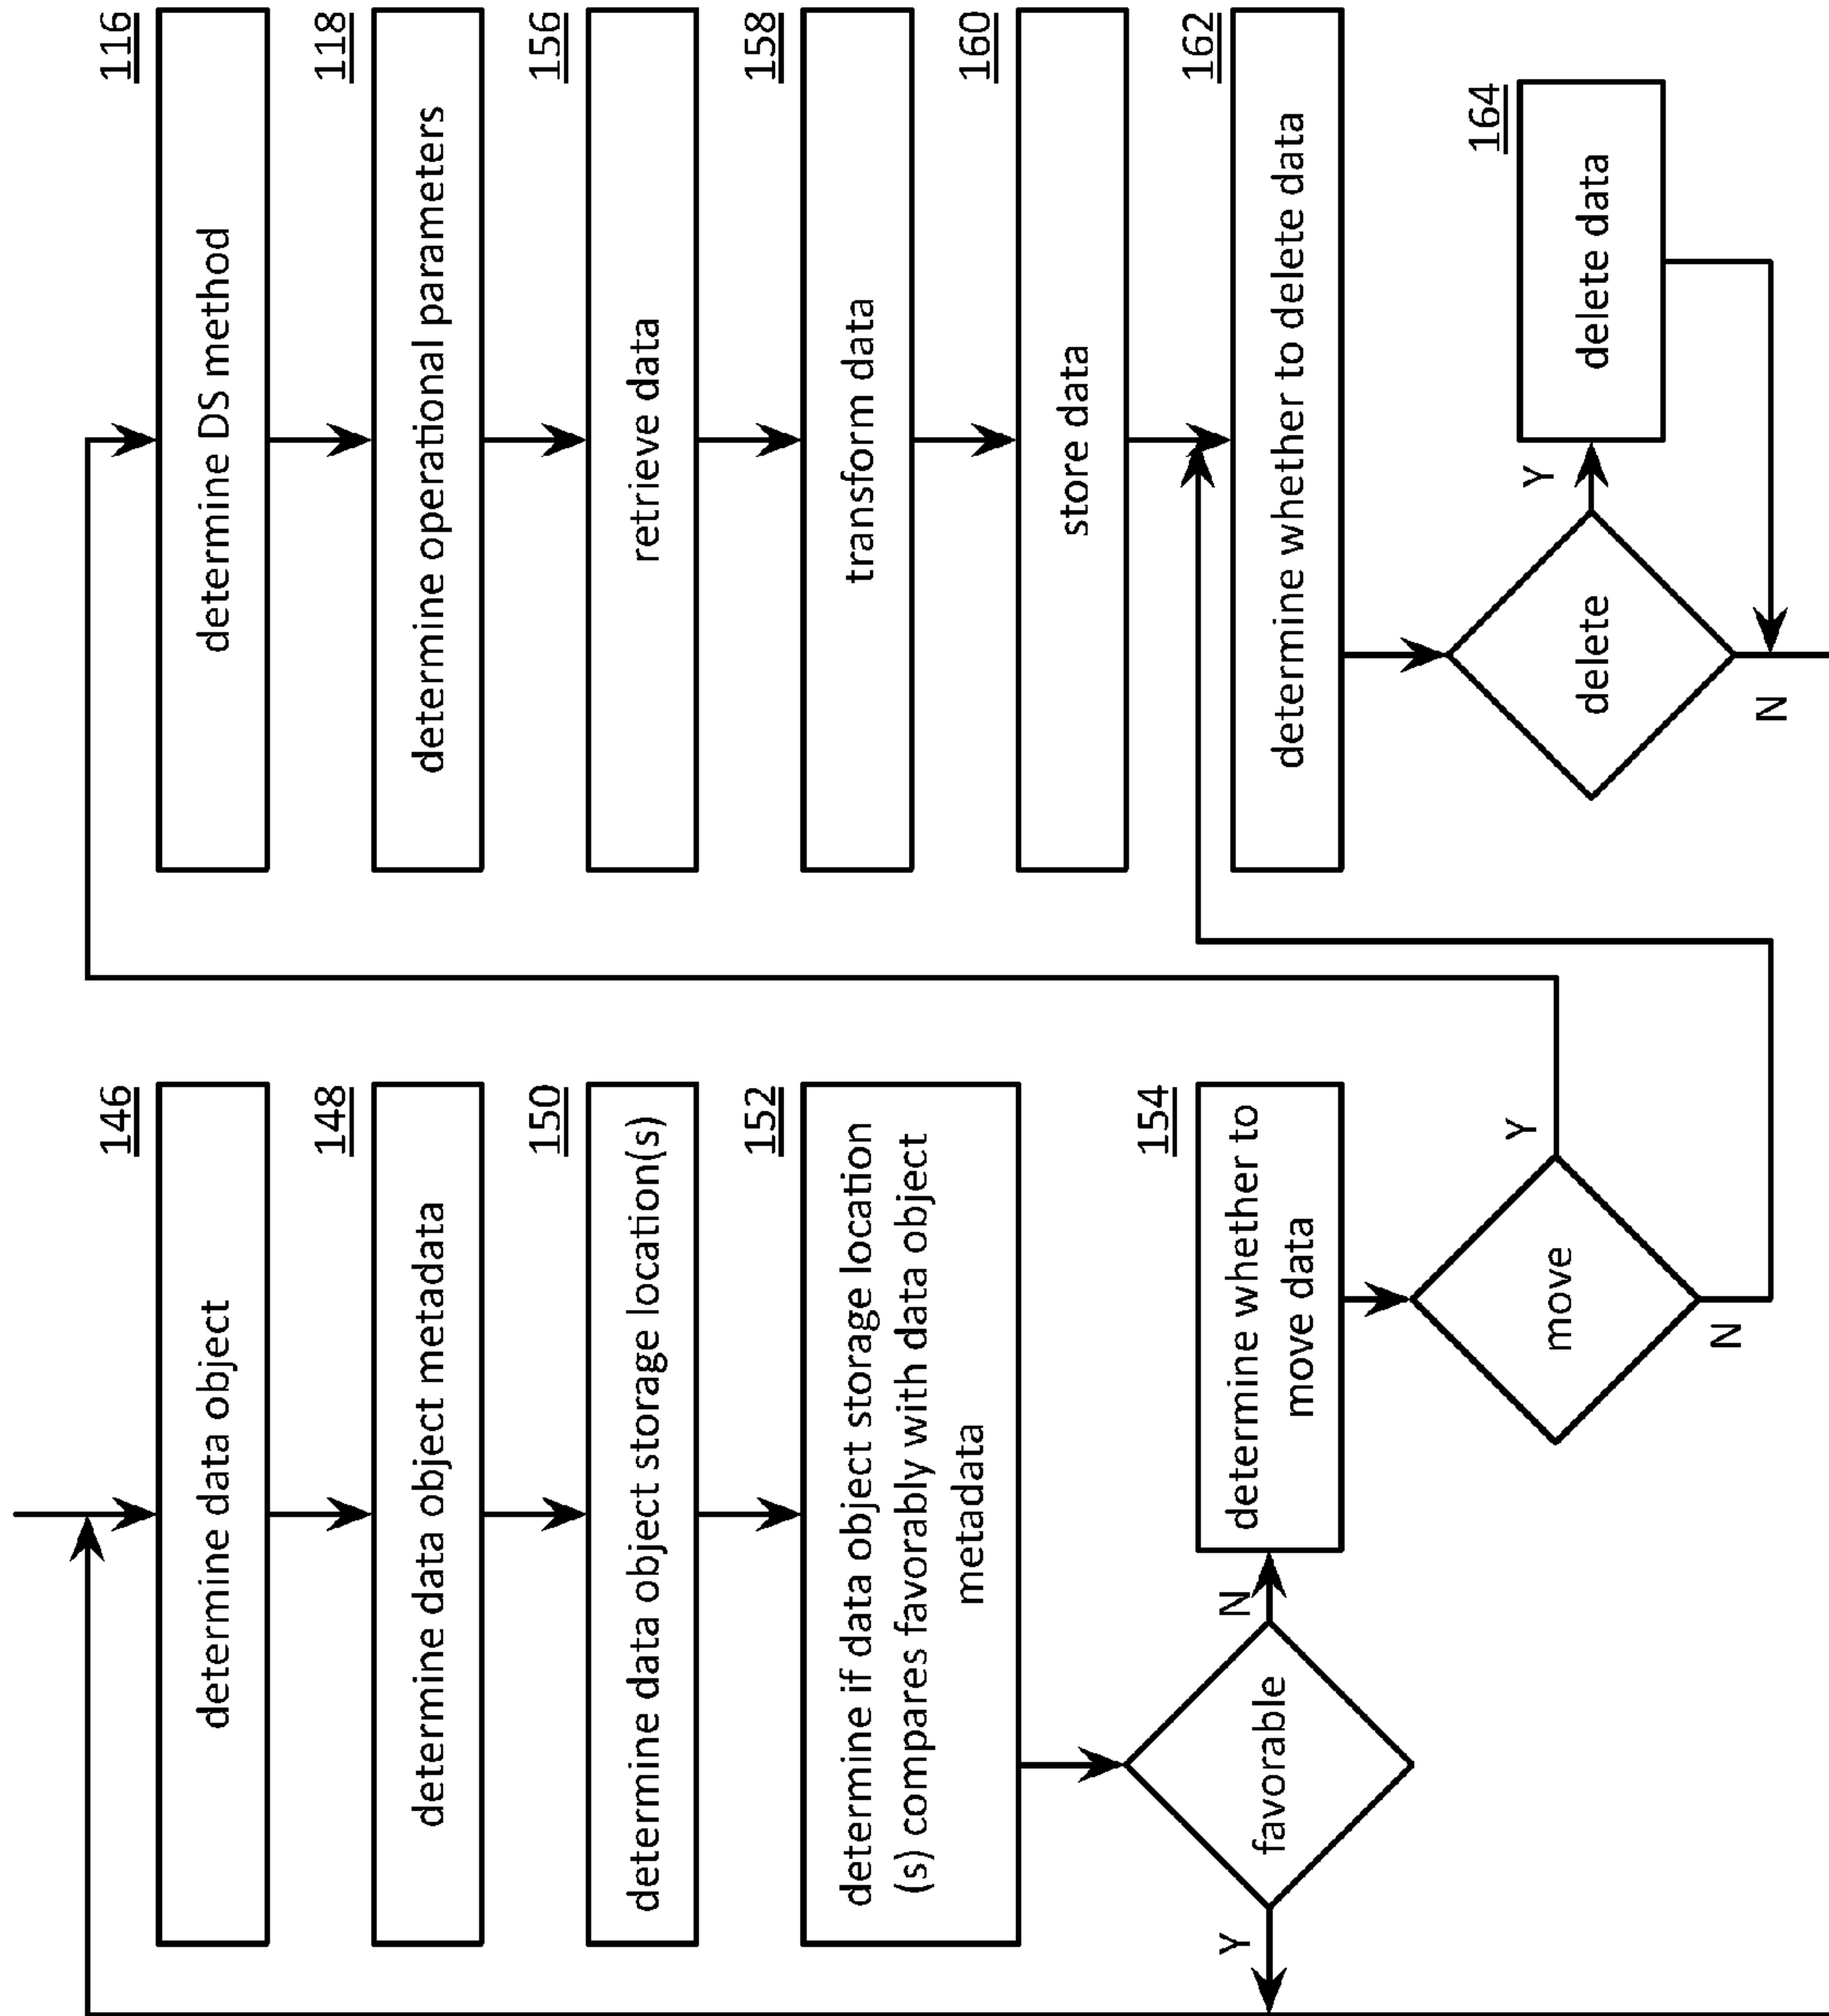 146
determine data object
148
determine data object metadata
150
determine data object storage location(s)
152
determine if data object storage location
(s) compares favorably with data object
metadata
favorable
Y
N
154
determine whether to
move data
move
Y
N
116
determine DS method
118
determine operational parameters
156
retrieve data
158
transform data
160
store data
162
determine whether to delete data
delete
Y
N
164
delete data